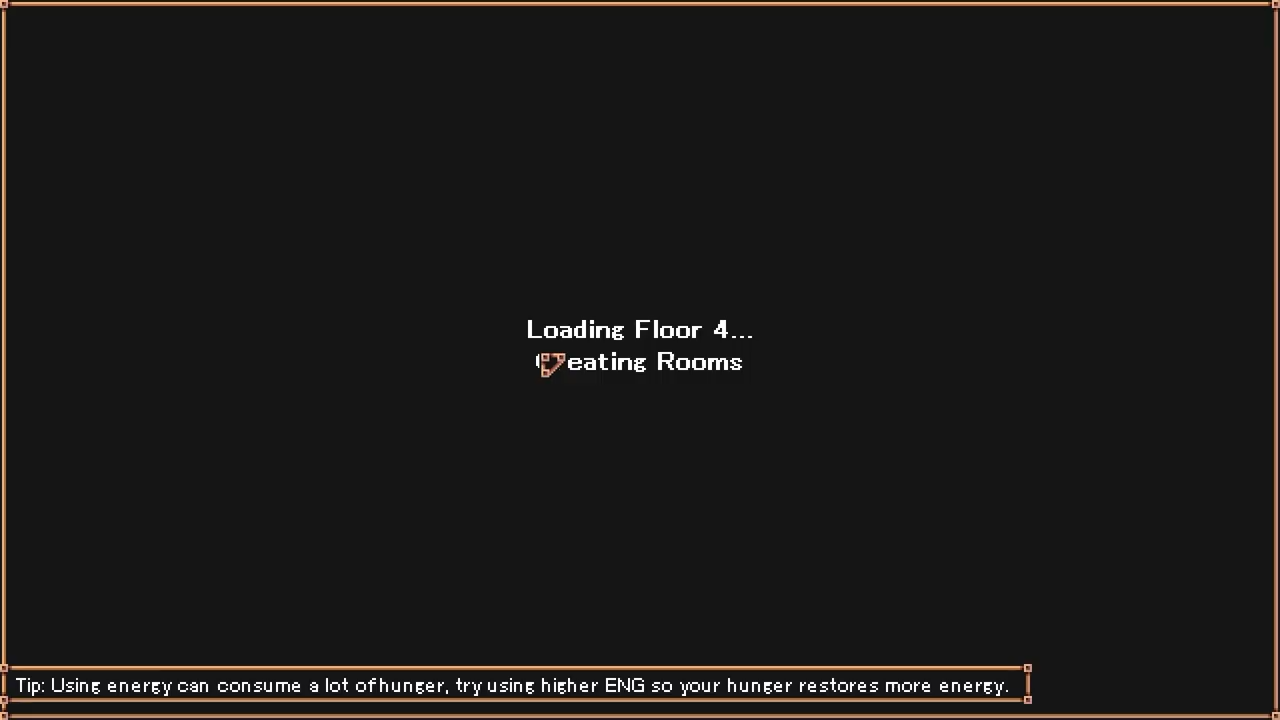 Loading Floor 4...
Creating Rooms
Tip: Using energy can consume a lot of hunger, try using higher ENG so your hunger restores more energy.